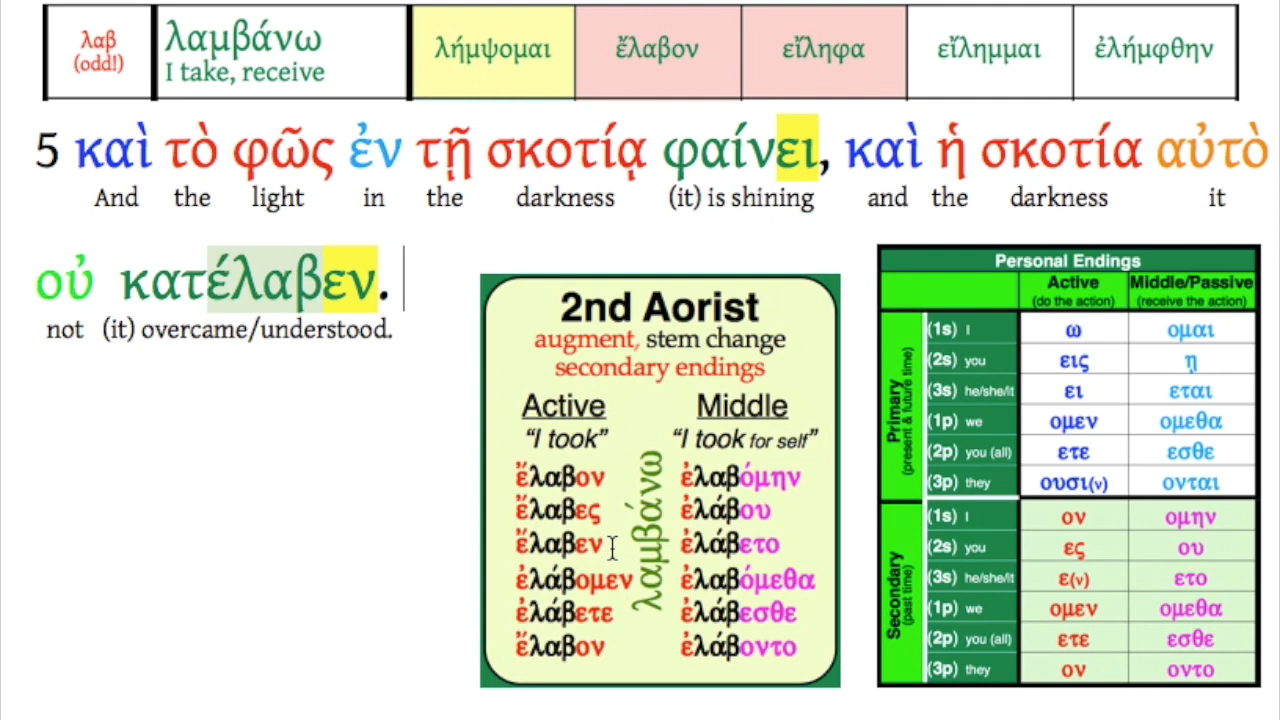 λαβ
(odd!)
λαμβάνω
I take, receive
λήμψομαι
ἔλαβον
εἴληφα
εἴλημμαι
ἐλήμφθην
5 καὶ τὸ φῶς ἐν τῇ σκοτίᾳ φαίνει, καὶ ἡ σκοτία αὐτὸ
And the light in the darkness (it) is shining and the darkness it
οὐ κατέλαβεν.
not (it) overcame/understood.
2nd Aorist
augment, stem change
secondary endings
Active Middle
“I took” “I took for self”
ἔλαβον ἐλαβόμην
ἔλαβες ἐλάβου
ἔλαβεν ἐλάβετο
ἐλάβομεν ἐλαβόμεθα
ἐλάβετε ἐλάβεσθε
ἔλαβον ἐλάβοντο
λαμβάνω
Personal Endings
Active Middle/Passive
(do the action) (receive the action)
Primary
(present & future time)
(1s) I ω ομαι
(2s) you εις ῃ
(3s) he/she/it ει εται
(1p) we ομεν ομεθα
(2p) you (all) ετε εσθε
(3p) they ουσι(ν) ονται
Secondary
(past time)
(1s) I ον ομην
(2s) you ες ου
(3s) he/she/it ε(ν) ετο
(1p) we ομεν ομεθα
(2p) you (all) ετε εσθε
(3p) they ον οντο